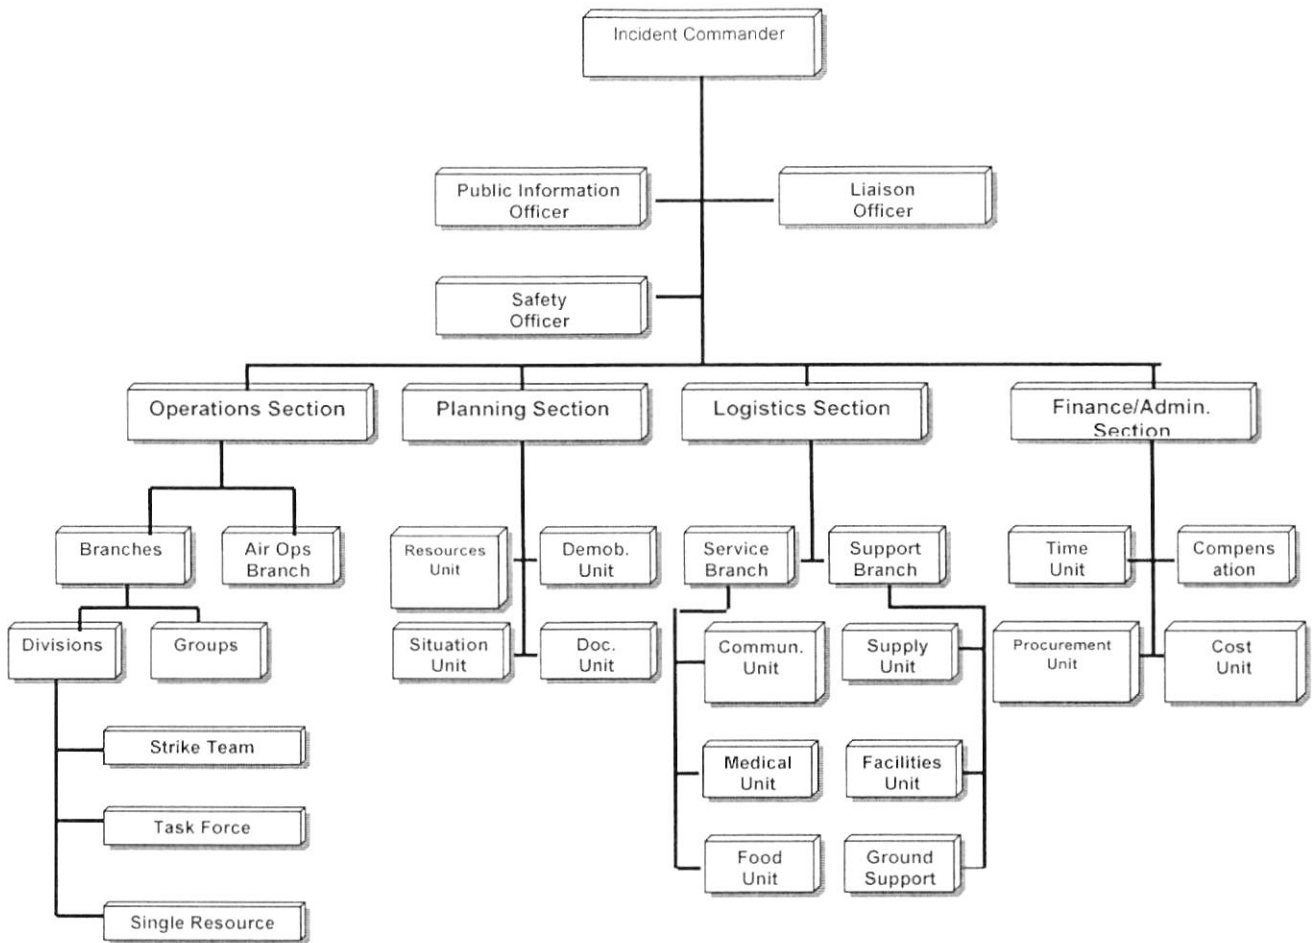 Incident Commander
Public Information
Officer
Liaison
Officer
Safety
Officer
Operations Section
Planning Section
Logistics Section
Finance/Admin.
Section
Branches
Air Ops
Branch
Resources
Unit
Demob.
Unit
Service
Branch
Support
Branch
Time
Unit
Compens
ation
Divisions
Groups
Situation
Unit
Doc.
Unit
Commun.
Unit
Supply
Unit
Procurement
Unit
Cost
Unit
Strike Team
Medical
Unit
Facilities
Unit
Task Force
Food
Unit
Ground
Support
Single Resource